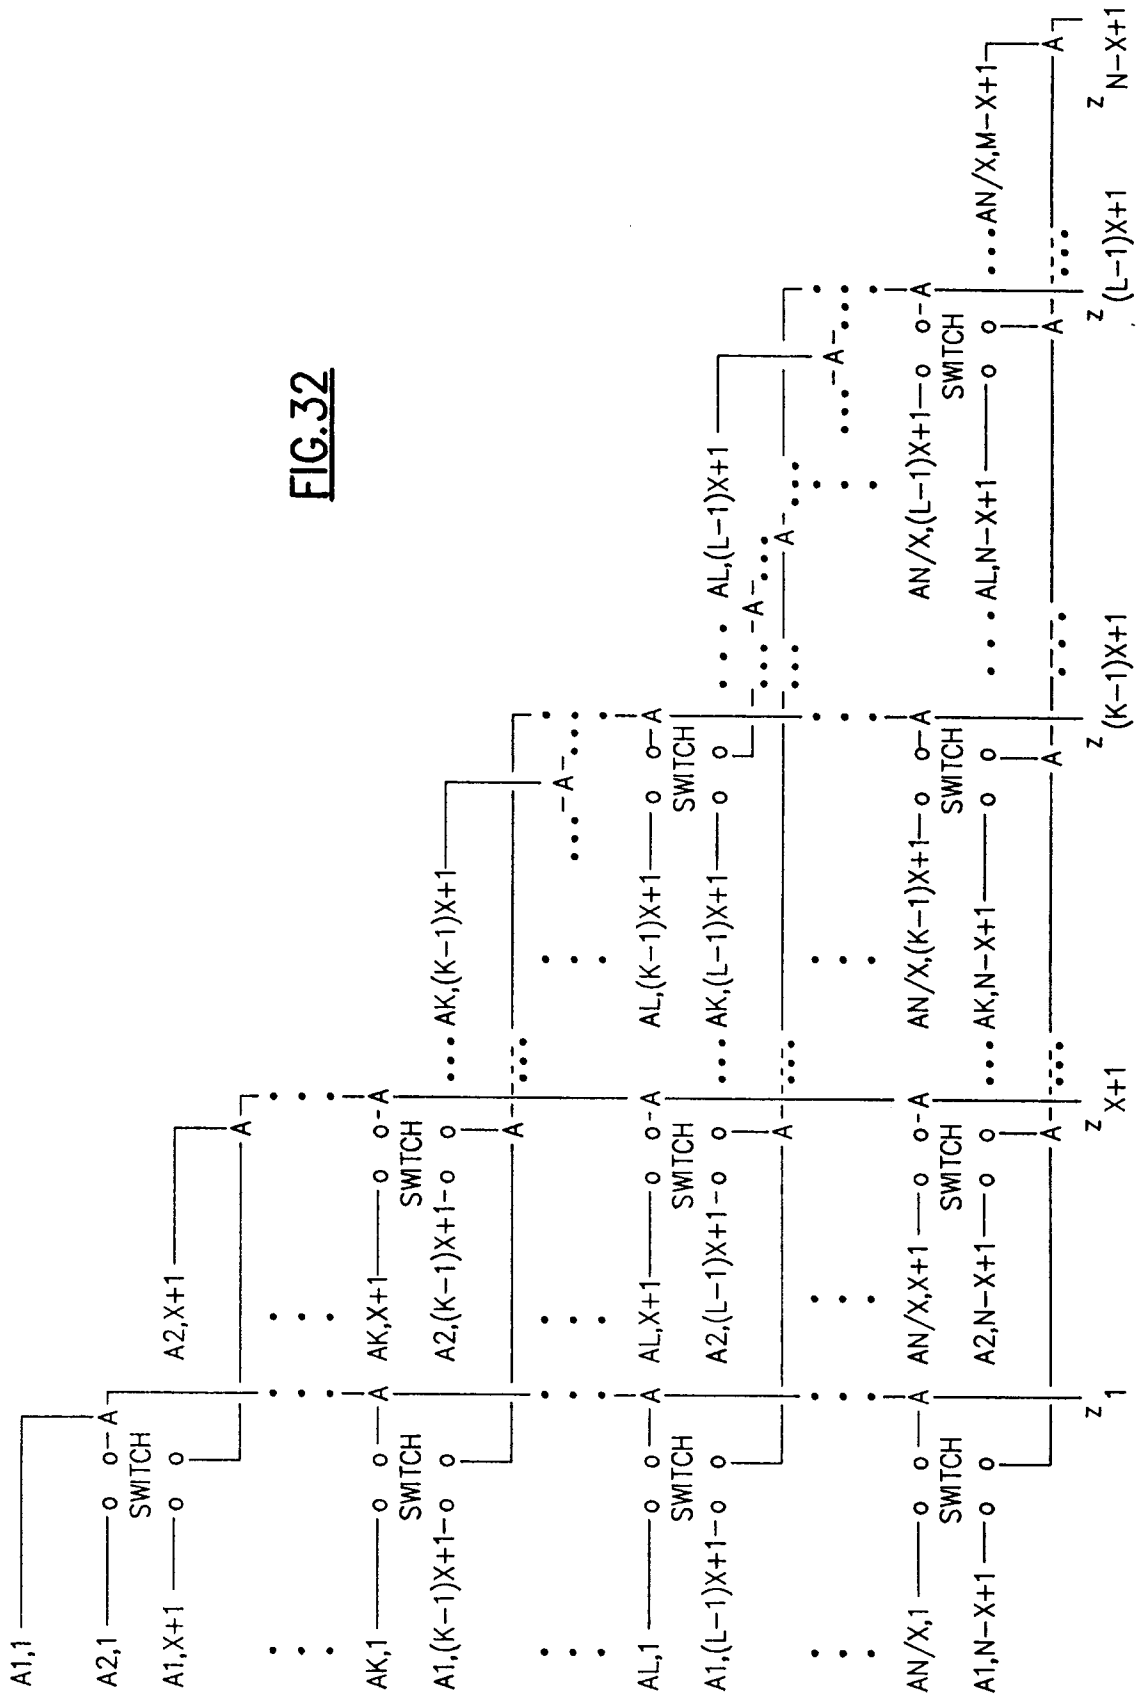 A1,1
A2,1 A
SWITCH
A1,X+1 A2,X+1
A
FIG.32
AK,1 A AK,X+1 A
SWITCH SWITCH
A1,(K-1)X+1 A2,(K-1)X+1 AK,(K-1)X+1
A
A
AL,1 A AL,X+1 A AL,(K-1)X+1 A
SWITCH SWITCH SWITCH
A1,(L-1)X+1 A2,(L-1)X+1 AK,(L-1)X+1 AL,(L-1)X+1
A
A A
A
AN/X,1 A AN/X,X+1 A AN/X,(K-1)X+1 A AN/X,(L-1)X+1 A
SWITCH SWITCH SWITCH SWITCH
A1,N-X+1 A2,N-X+1 AK,N-X+1 AL,N-X+1 AN/X,M-X+1
A A A A
z 1 z X+1 z (K-1)X+1 z (L-1)X+1 z N-X+1